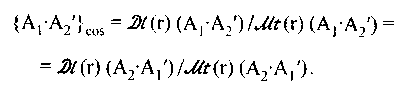 {A₁·A₂′}cos = 𝒟l (r) (A₁·A₂′)/ℳt (r) (A₁·A₂′) =
= 𝒟l (r) (A₂·A₁′)/ℳt (r) (A₂·A₁′).